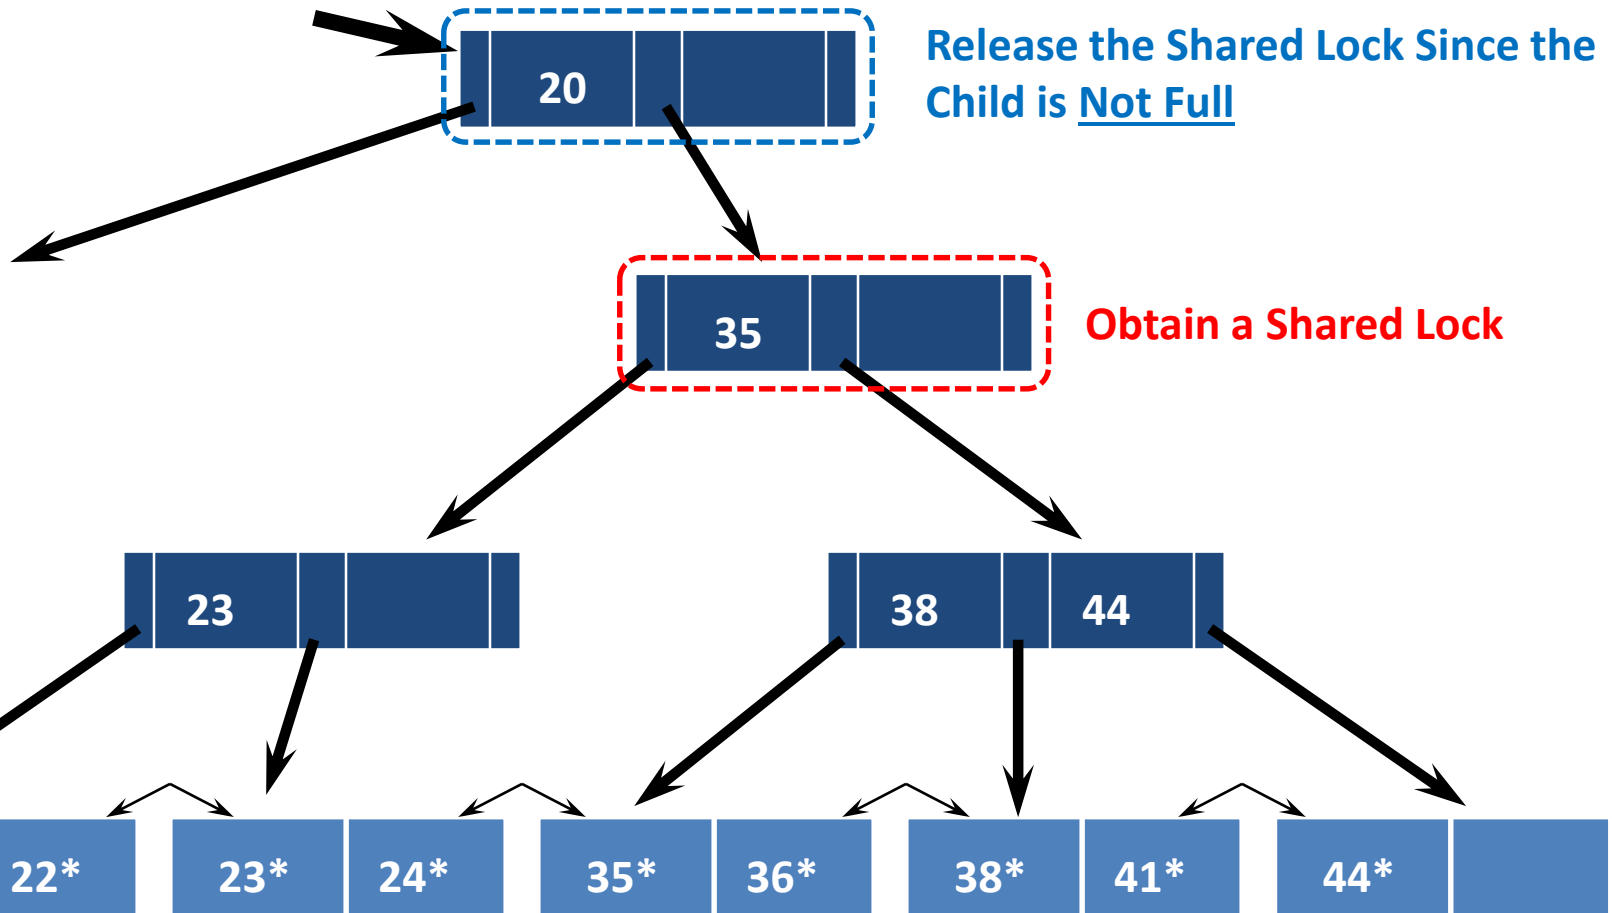 Release the Shared Lock Since the
Child is Not Full
20
35
Obtain a Shared Lock
23
38 44
22* 23* 24* 35* 36* 38* 41* 44*